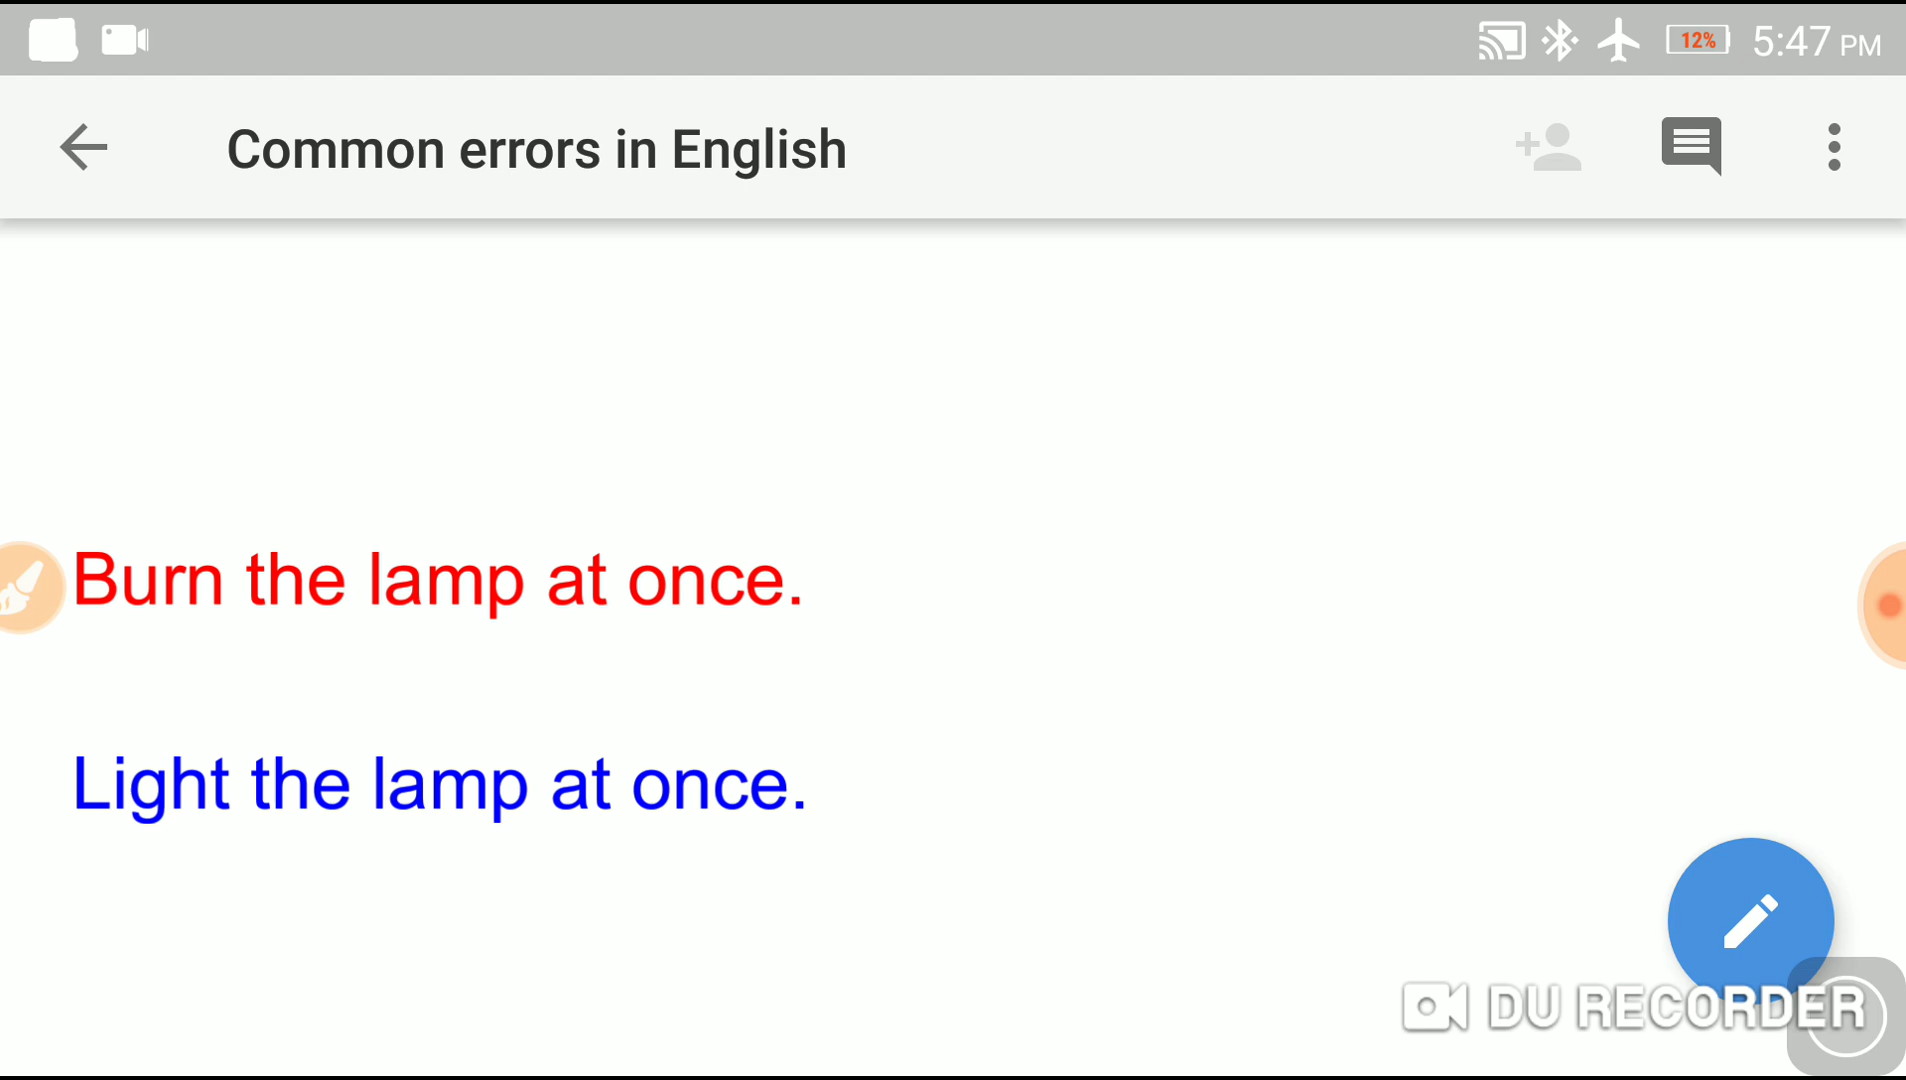 12% 5:47 PM
Common errors in English
Burn the lamp at once.
Light the lamp at once.
DU RECORDER